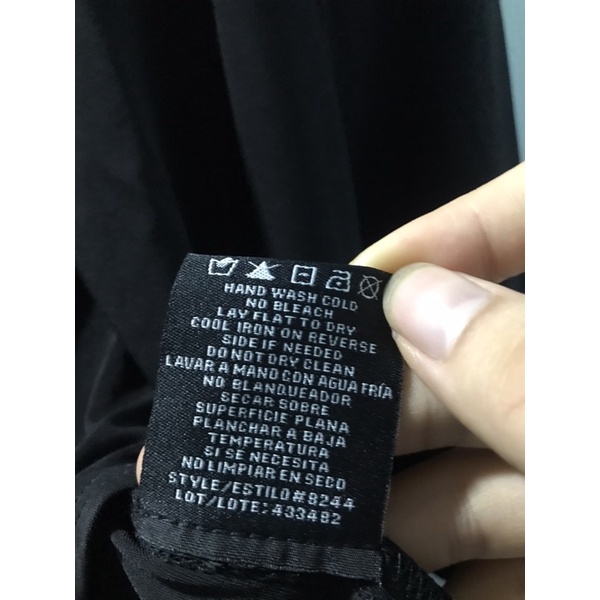 HAND WASH COLD
NO BLEACH
LAY FLAT TO DRY
COOL IRON ON REVERSE
SIDE IF NEEDED
DO NOT DRY CLEAN
LAVAR A MANO CON AGUA FRÍA
NO BLANQUEADOR
SECAR SOBRE
SUPERFICIE PLANA
PLANCHAR A BAJA
TEMPERATURA
SI SE NECESITA
NO LIMPIAR EN SECO
STYLE/ESTILO#8244
LOT/LOTE:433482